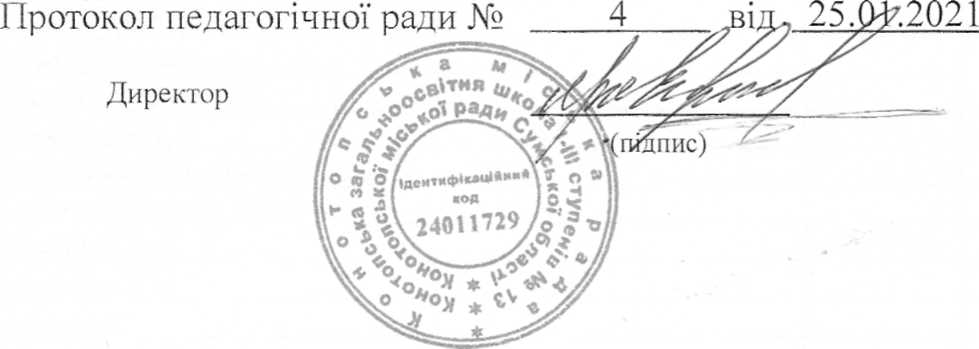 Протокол педагогічної ради № 4 від 25.01.2021
Директор
(підпис)
Конотопська міська рада *
Конотопська загальноосвітня школа І-ІІІ ступенів № 13 *
Конотопської міської ради Сумської області *
Ідентифікаційний
код
24011729